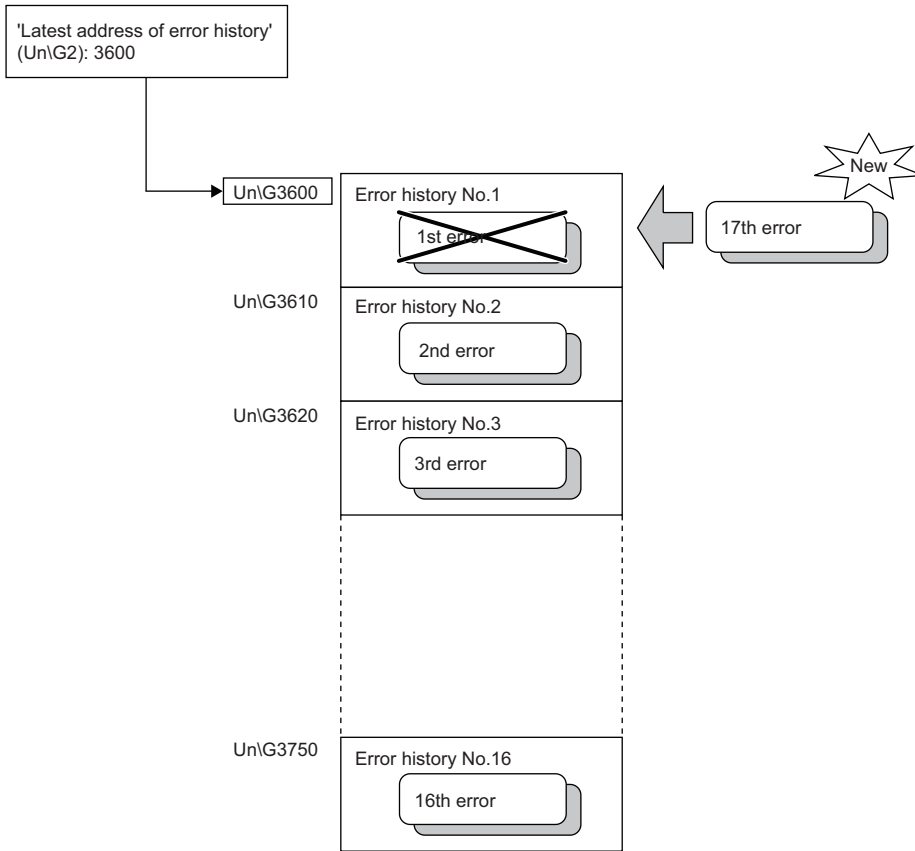 'Latest address of error history'
(Un\G2): 3600
New
Un\G3600
Error history No.1
1st error
17th error
Un\G3610
Error history No.2
2nd error
Un\G3620
Error history No.3
3rd error
Un\G3750
Error history No.16
16th error